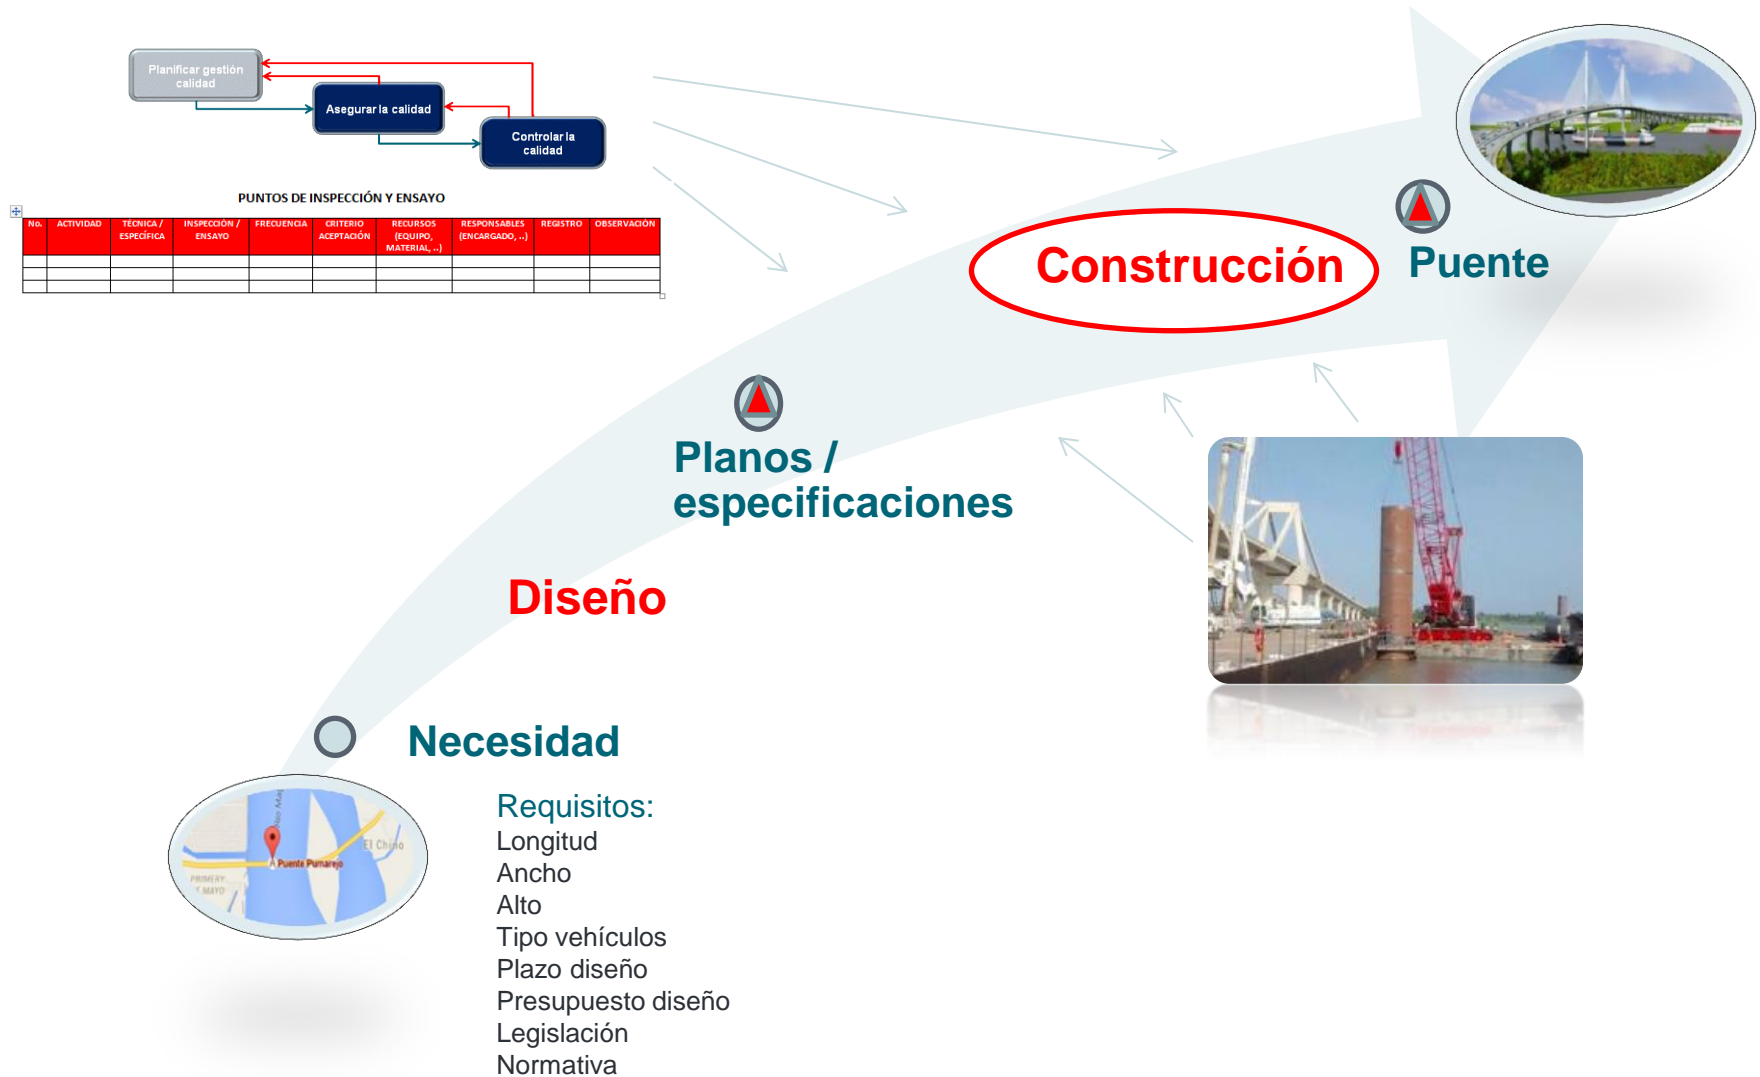 Planificar gestión
calidad
Asegurar la calidad
Controlar la
calidad
PUNTOS DE INSPECCIÓN Y ENSAYO
No.
ACTIVIDAD
TÉCNICA /
ESPECÍFICA
INSPECCIÓN /
ENSAYO
FRECUENCIA
CRITERIO
ACEPTACIÓN
RECURSOS
(EQUIPO,
MATERIAL, ..)
RESPONSABLES
(ENCARGADO, ..)
REGISTRO
OBSERVACIÓN
Construcción
Puente
Planos /
especificaciones
Diseño
Necesidad
El Chino
A Puente Pumarejo
PRIMERO
MAYO
Requisitos:
Longitud
Ancho
Alto
Tipo vehículos
Plazo diseño
Presupuesto diseño
Legislación
Normativa